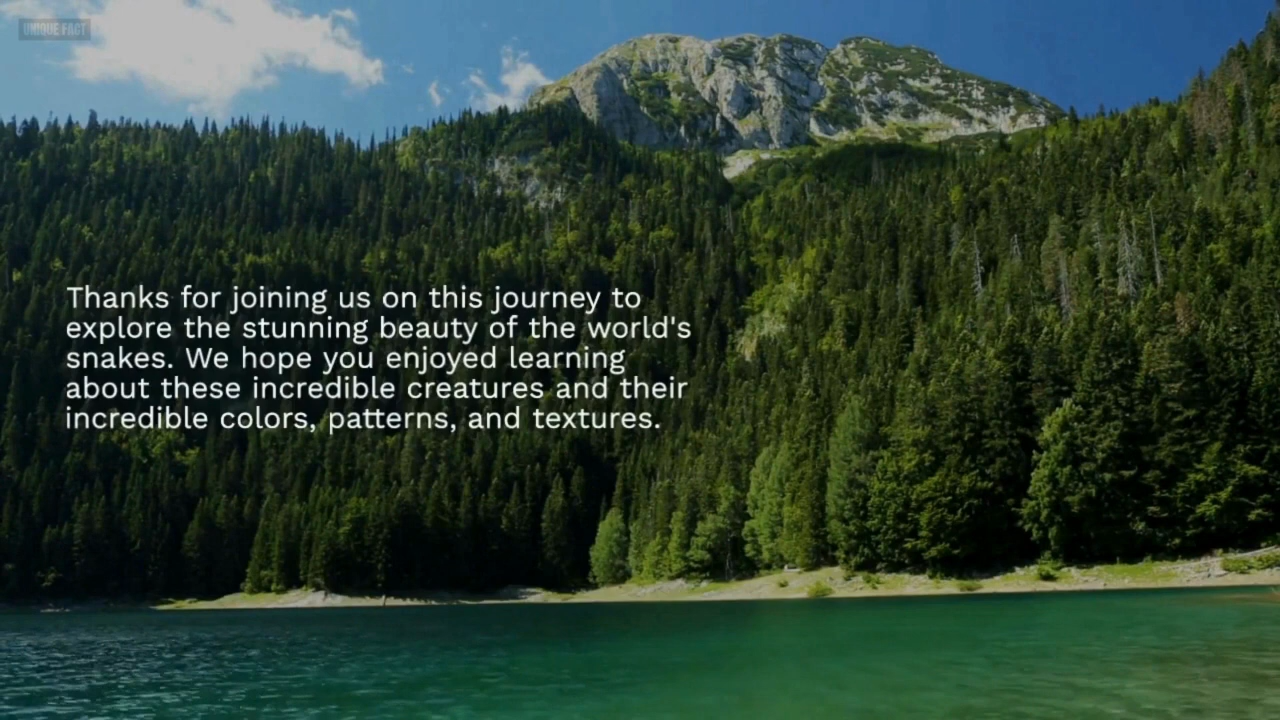 UNIQUE FACT
Thanks for joining us on this journey to
explore the stunning beauty of the world's
snakes. We hope you enjoyed learning
about these incredible creatures and their
incredible colors, patterns, and textures.